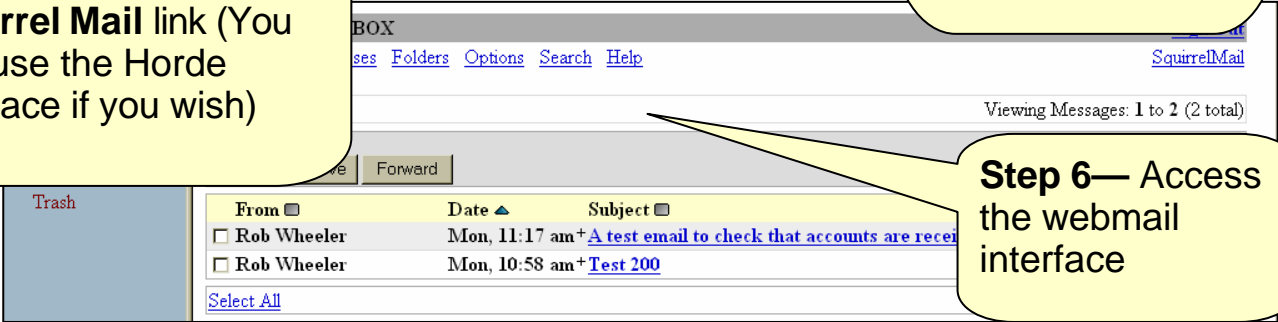 rrel Mail link (You
use the Horde
ace if you wish)
BOX
ses Folders Options Search Help SquirrelMail
Viewing Messages: 1 to 2 (2 total)
ve Forward
Trash
From Date Subject
Rob Wheeler Mon, 11:17 am+ A test email to check that accounts are recei
Rob Wheeler Mon, 10:58 am+ Test 200
Select All
Step 6— Access
the webmail
interface